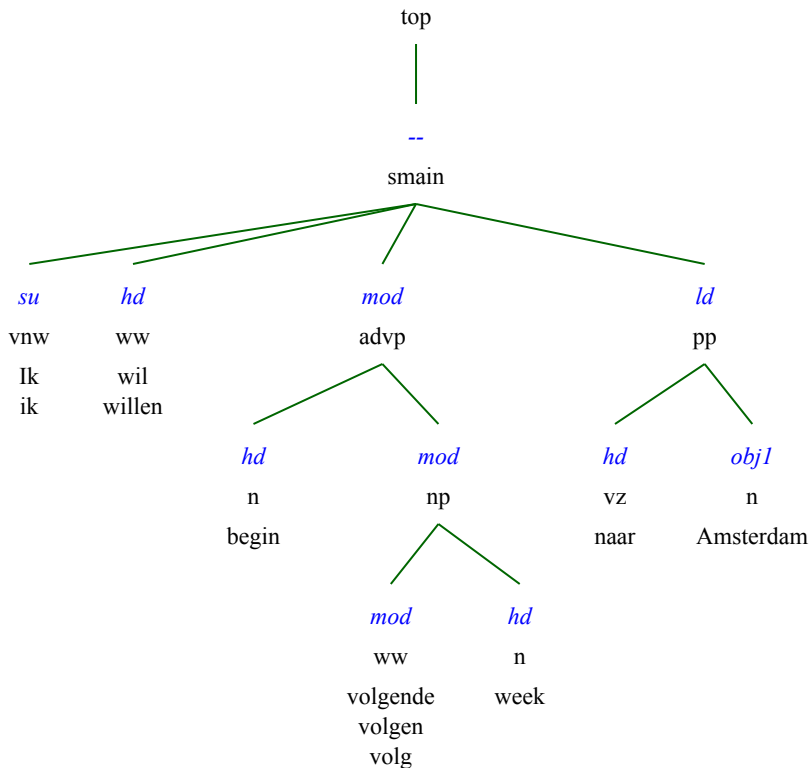 top
--
smain
su hd mod ld
vnw ww advp pp
Ik wil
ik willen
hd mod hd obj1
n np vz n
begin naar Amsterdam
mod hd
ww n
volgende week
volgen
volg